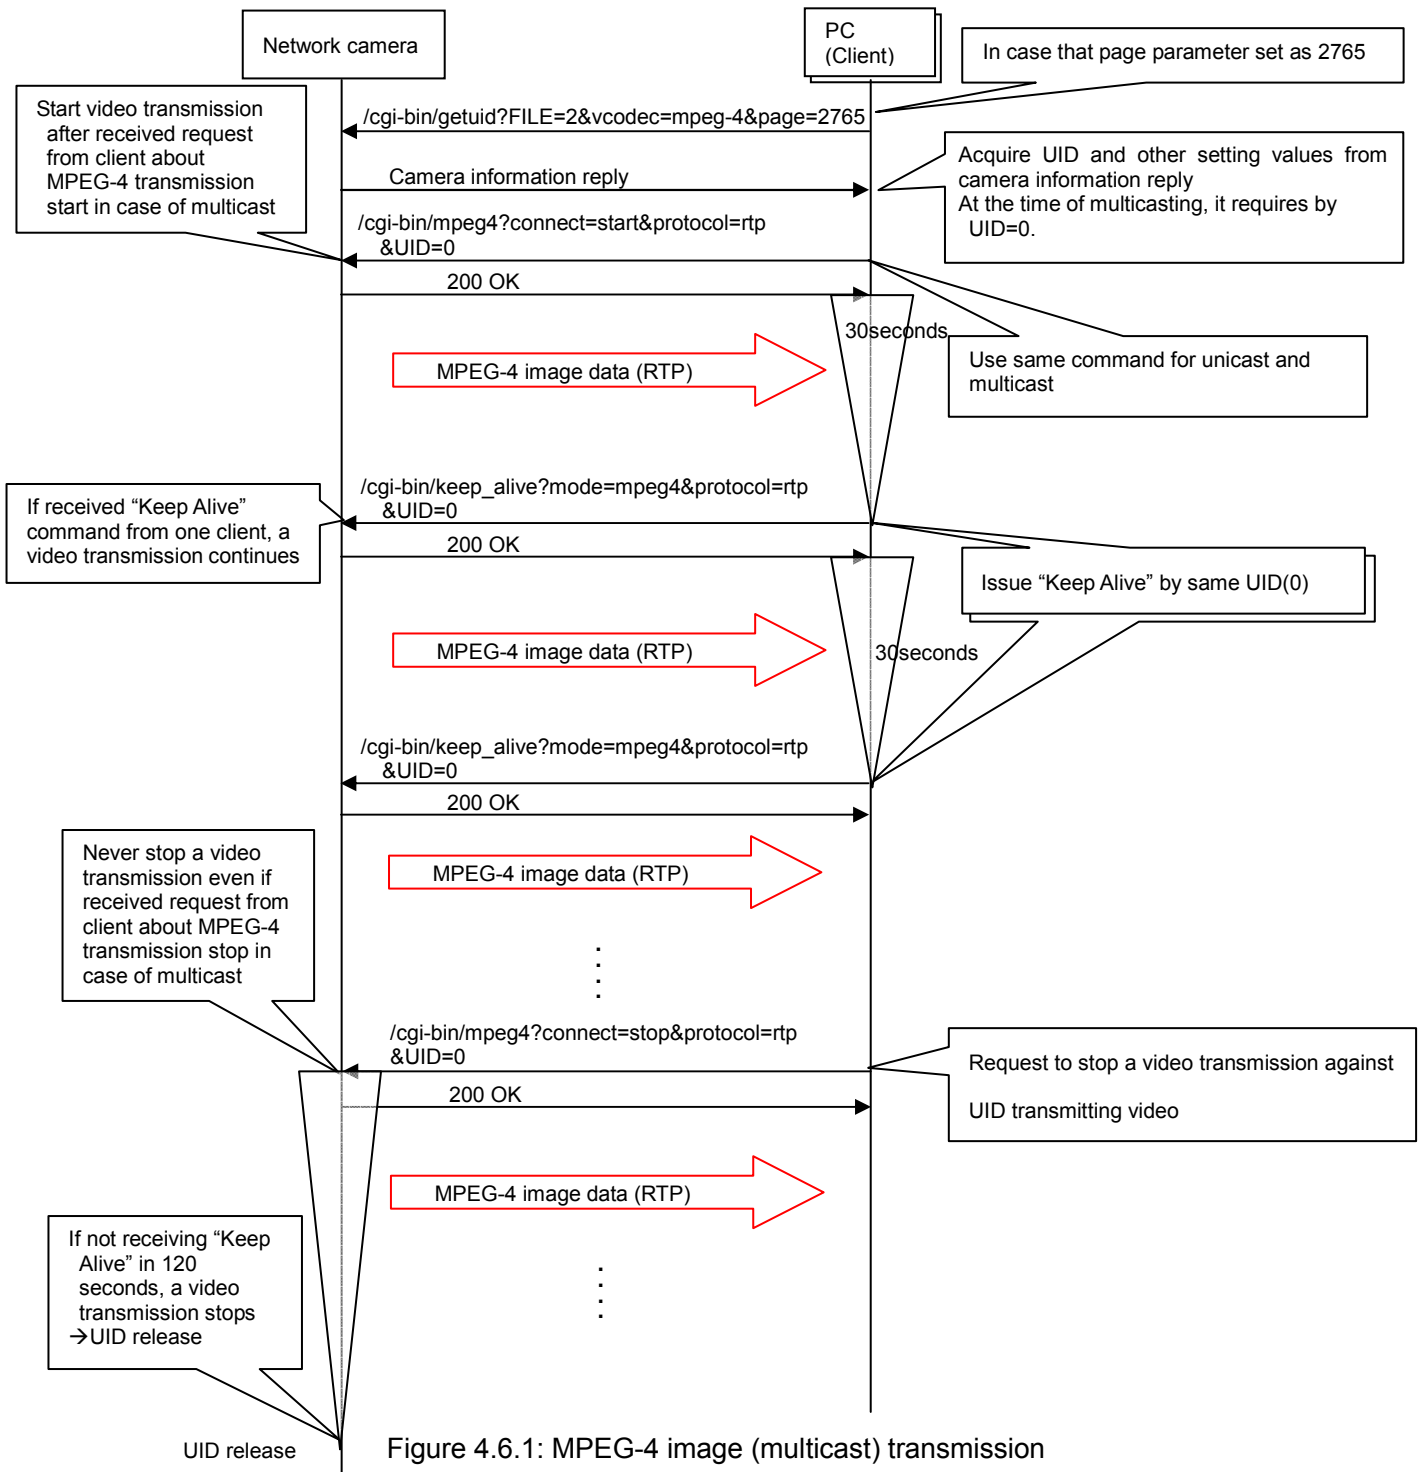 Network camera
PC
(Client)
In case that page parameter set as 2765
Start video transmission
after received request
from client about
MPEG-4 transmission
start in case of multicast
/cgi-bin/getuid?FILE=2&vcodec=mpeg-4&page=2765
Acquire UID and other setting values from
camera information reply
At the time of multicasting, it requires by
UID=0.
Camera information reply
/cgi-bin/mpeg4?connect=start&protocol=rtp
&UID=0
200 OK
30seconds
MPEG-4 image data (RTP)
Use same command for unicast and
multicast
/cgi-bin/keep_alive?mode=mpeg4&protocol=rtp
&UID=0
If received “Keep Alive”
command from one client, a
video transmission continues
200 OK
Issue “Keep Alive” by same UID(0)
MPEG-4 image data (RTP)
30seconds
/cgi-bin/keep_alive?mode=mpeg4&protocol=rtp
&UID=0
200 OK
Never stop a video
transmission even if
received request from
client about MPEG-4
transmission stop in
case of multicast
MPEG-4 image data (RTP)
/cgi-bin/mpeg4?connect=stop&protocol=rtp
&UID=0
Request to stop a video transmission against
UID transmitting video
200 OK
MPEG-4 image data (RTP)
If not receiving “Keep
Alive” in 120
seconds, a video
transmission stops
→UID release
UID release
Figure 4.6.1: MPEG-4 image (multicast) transmission